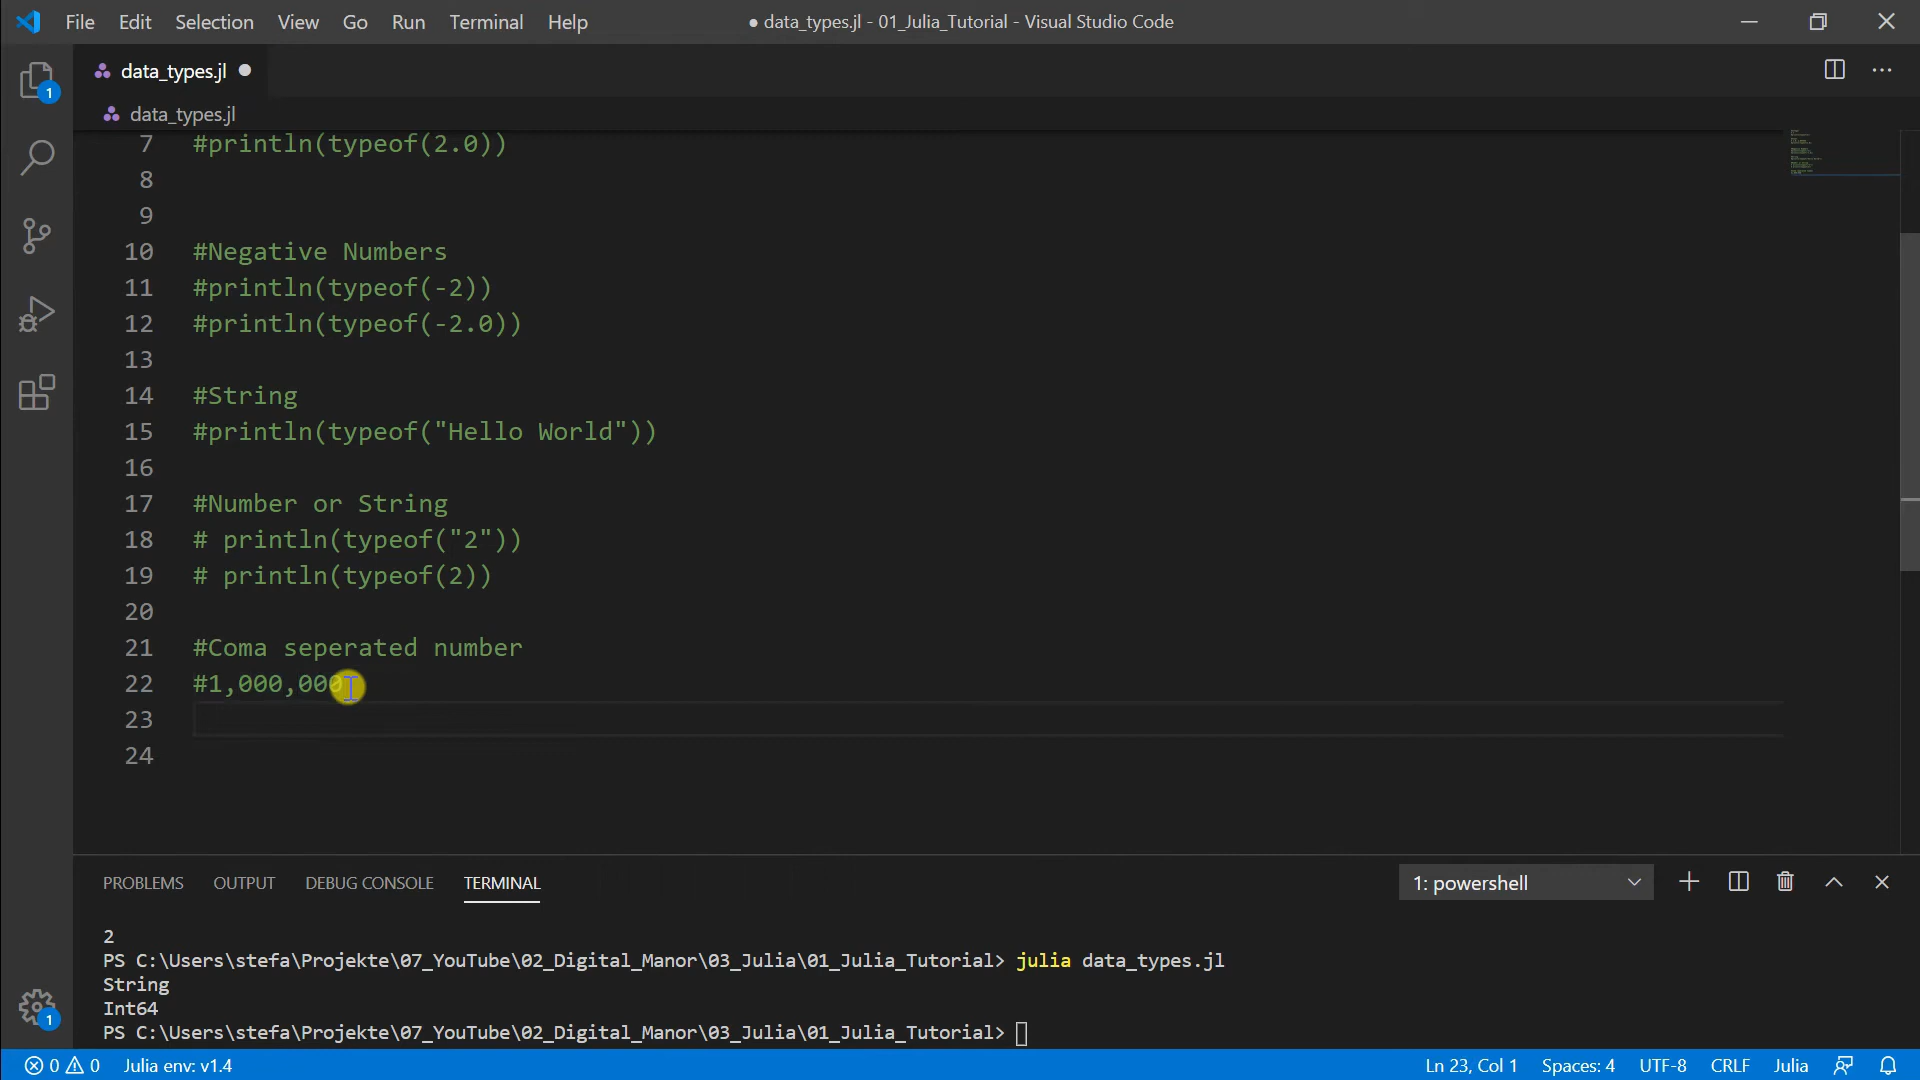 File Edit Selection View Go Run Terminal Help ● data_types.jl - 01_Julia_Tutorial - Visual Studio Code
data_types.jl
data_types.jl
7 #println(typeof(2.0))
8
9
10 #Negative Numbers
11 #println(typeof(-2))
12 #println(typeof(-2.0))
13
14 #String
15 #println(typeof("Hello World"))
16
17 #Number or String
18 # println(typeof("2"))
19 # println(typeof(2))
20
21 #Coma seperated number
22 #1,000,000
23
24
1
PROBLEMS OUTPUT DEBUG CONSOLE TERMINAL 1: powershell
2
PS C:\Users\stefa\Projekte\07_YouTube\02_Digital_Manor\03_Julia\01_Julia_Tutorial> julia data_types.jl
String
Int64
PS C:\Users\stefa\Projekte\07_YouTube\02_Digital_Manor\03_Julia\01_Julia_Tutorial>
1
0 0 Julia env: v1.4 Ln 23, Col 1 Spaces: 4 UTF-8 CRLF Julia